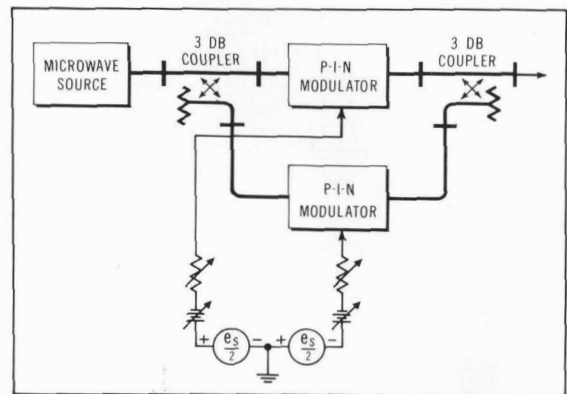 3 DB
COUPLER
MICROWAVE
SOURCE
P·I·N
MODULATOR
3 DB
COUPLER
P·I·N
MODULATOR
+ eS/2 − + eS/2 −